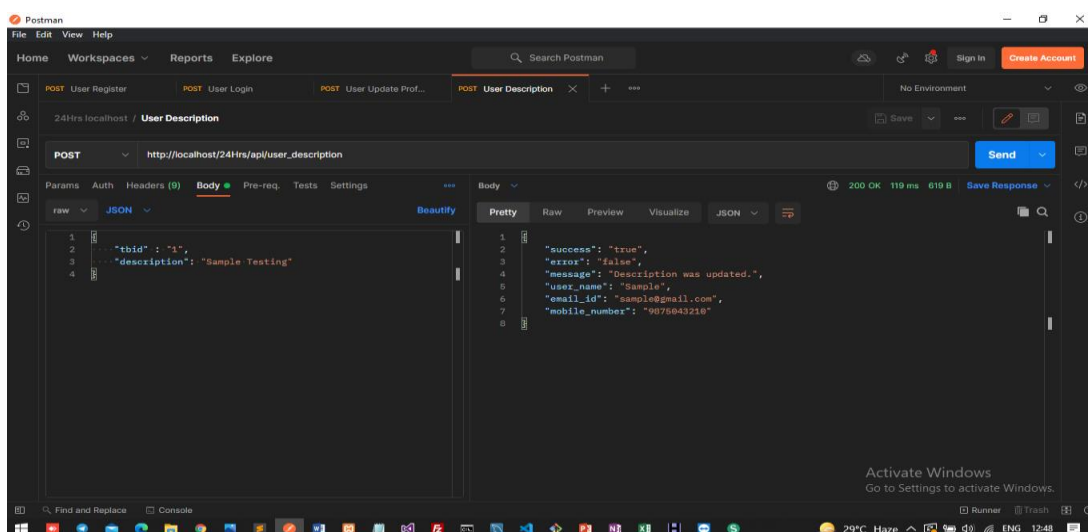 Postman
File Edit View Help
Home Workspaces Reports Explore Search Postman Sign In Create Account
POST User Register POST User Login POST User Update Prof... POST User Description No Environment
24Hrs localhost / User Description Save
POST http://localhost/24Hrs/api/user_description Send
Params Auth Headers (9) Body Pre-req. Tests Settings Body 200 OK 119 ms 619 B Save Response
raw JSON Beautify Pretty Raw Preview Visualize JSON
1 {
2 "tbid" : "1",
3 "description": "Sample Testing"
4 }
1 {
2 "success": "true",
3 "error": "false",
4 "message": "Description was updated.",
5 "user_name": "Sample",
6 "email_id": "sample@gmail.com",
7 "mobile_number": "9875043210"
8 }
Activate Windows
Go to Settings to activate Windows.
Find and Replace Console Runner Trash
29°C Haze ENG 12:48